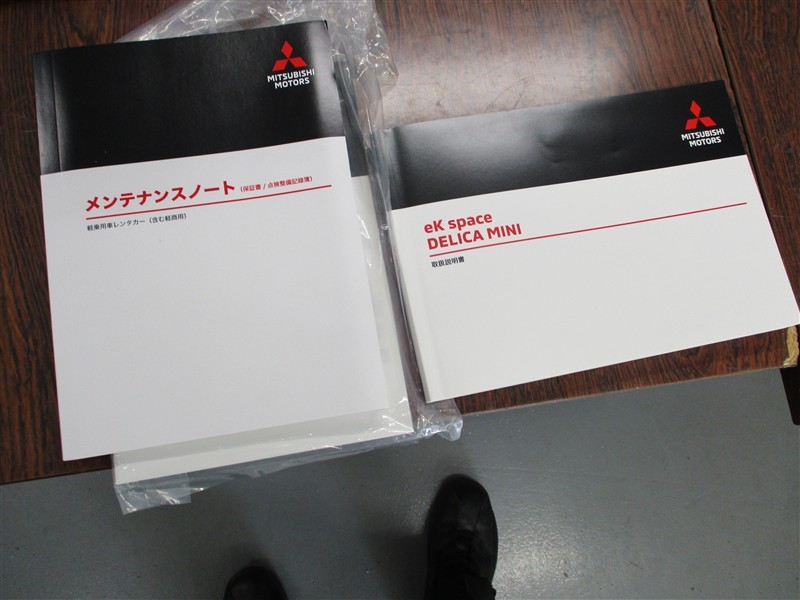 MITSUBISHI
MOTORS
メンテナンスノート（保証書 / 点検整備記録簿）
軽乗用車レンタカー（含む軽商用）
MITSUBISHI
MOTORS
eK space
DELICA MINI
取扱説明書